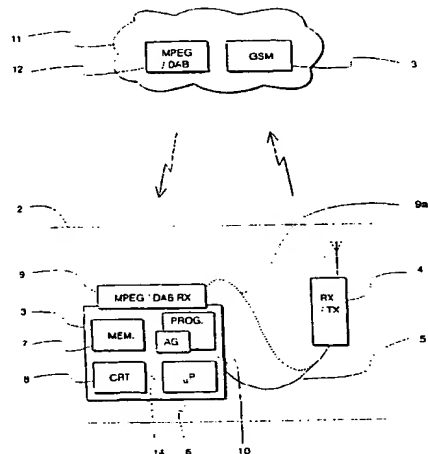 11
MPEG
/ DAB
GSM
12
3
2
9a
9
MPEG / DAB RX
RX
/ TX
4
3
MEM.
PROG.
7
AG
5
8
CRT
uP
14
6
10